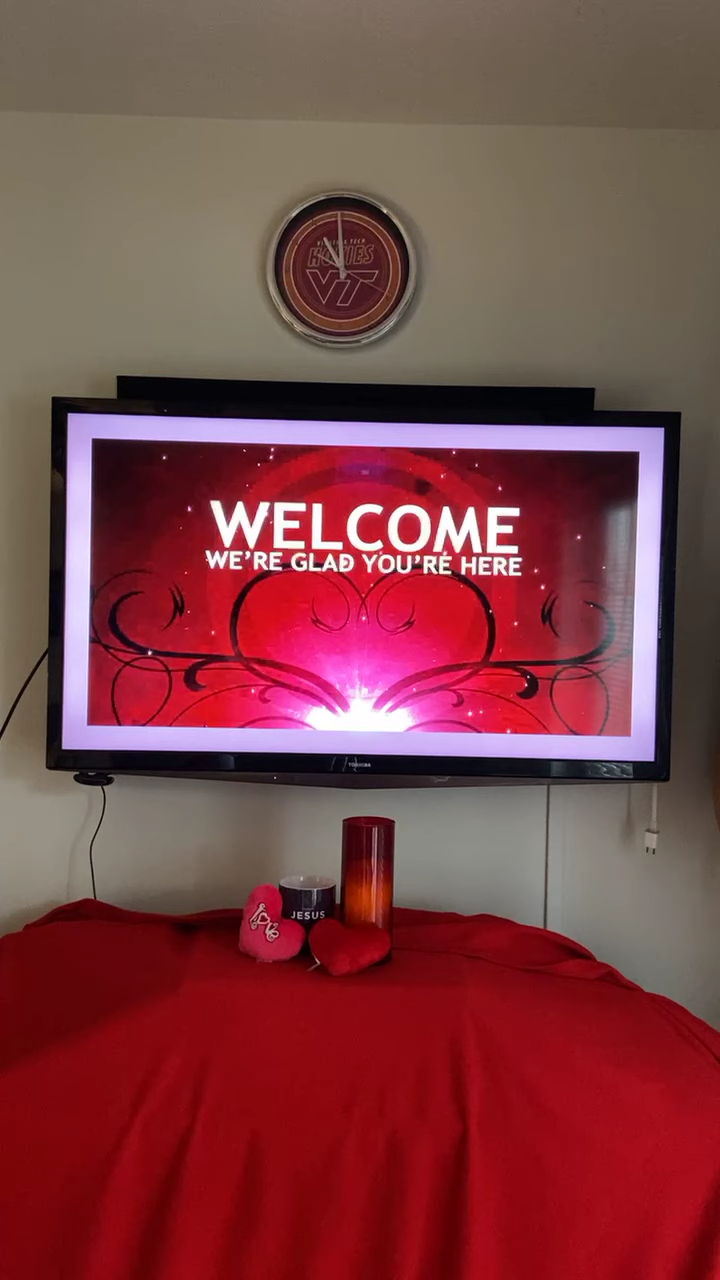 VIRGINIA TECH
HOKIES
VT
WELCOME
WE'RE GLAD YOU'RE HERE
TOSHIBA
JESUS